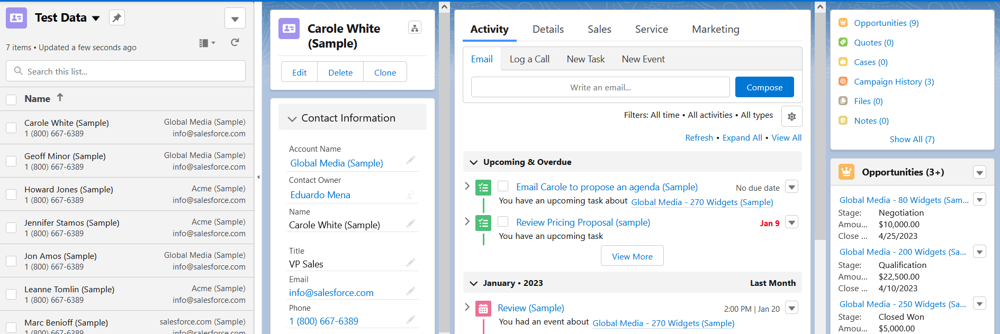 Test Data
7 items • Updated a few seconds ago
Search this list...
Name
Carole White (Sample) Global Media (Sample)
1 (800) 667-6389 info@salesforce.com
Geoff Minor (Sample) Global Media (Sample)
1 (800) 667-6389 info@salesforce.com
Howard Jones (Sample) Acme (Sample)
1 (800) 667-6389 info@salesforce.com
Jennifer Stamos (Sample) Acme (Sample)
1 (800) 667-6389 info@salesforce.com
Jon Amos (Sample) Global Media (Sample)
1 (800) 667-6389 info@salesforce.com
Leanne Tomlin (Sample) Acme (Sample)
1 (800) 667-6389 info@salesforce.com
Marc Benioff (Sample) salesforce.com (Sample)
1 (800) 667-6389 info@salesforce.com
Carole White
(Sample)
Edit Delete Clone
Contact Information
Account Name
Global Media (Sample)
Contact Owner
Eduardo Mena
Name
Carole White (Sample)
Title
VP Sales
Email
info@salesforce.com
Phone
1 (800) 667-6389
Activity Details Sales Service Marketing
Email Log a Call New Task New Event
Write an email... Compose
Filters: All time • All activities • All types
Refresh • Expand All • View All
Upcoming & Overdue
Email Carole to propose an agenda (Sample) No due date
You have an upcoming task about Global Media - 270 Widgets (Sample)
Review Pricing Proposal (sample) Jan 9
You have an upcoming task
View More
January • 2023 Last Month
Review (Sample) 2:00 PM | Jan 20
You had an event about Global Media - 270 Widgets (Sample)
Opportunities (9)
Quotes (0)
Cases (0)
Campaign History (3)
Files (0)
Notes (0)
Show All (7)
Opportunities (3+)
Global Media - 80 Widgets (Sam...
Stage: Negotiation
Amou... $10,000.00
Close ... 4/25/2023
Global Media - 200 Widgets (Sa...
Stage: Qualification
Amou... $22,500.00
Close ... 4/10/2023
Global Media - 250 Widgets (Sa...
Stage: Closed Won
Amou... $5,000.00